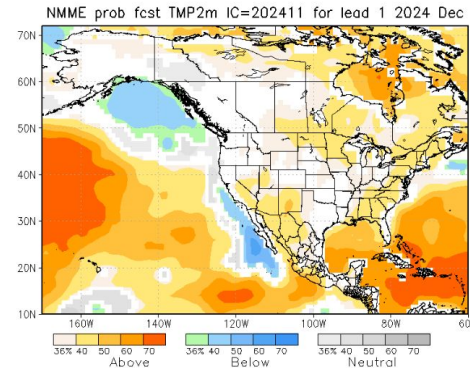 NMME prob fcst TMP2m IC=202411 for lead 1 2024 Dec
70N
60N
50N
40N
30N
20N
10N
160W 140W 120W 100W 80W 60
36% 40 50 60 70 36% 40 50 60 70 36% 40 50 60 70
Above Below Neutral